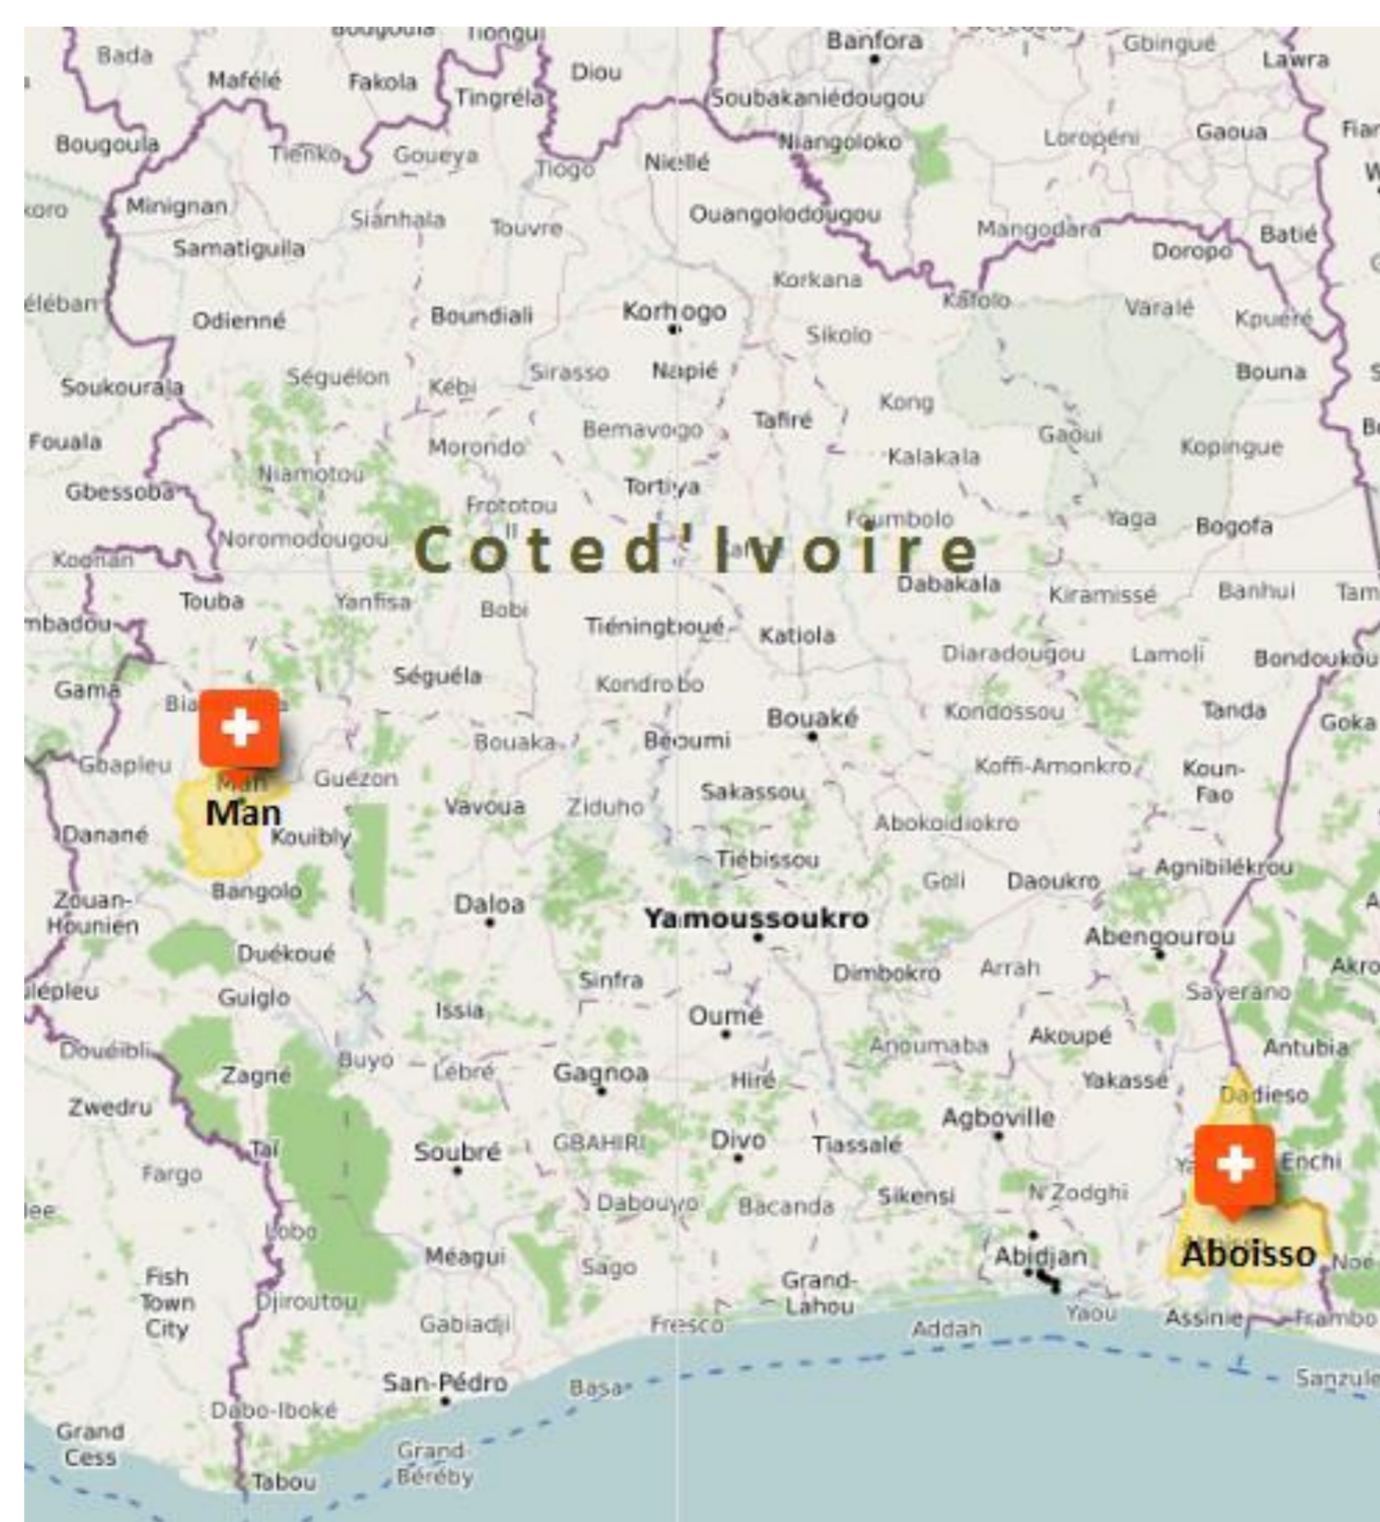 Bougoula
Tiongui
Bada
Mafélé
Fakola
Diou
Tingréla
Banfora
Gbingué
Lawra
Soubakaniédougou
Bougoula
Tienko
Goueya
Tiogo
Niellé
Niangoloko
Loropéni
Gaoua
Minignan
Sianhala
Touvre
Ouangolodougou
Mangodara
Batié
Samatiguila
Doropo
Korkana
Kafolo
Odienné
Boundiali
Korhogo
Sikolo
Varalé
Kpuéré
Soukourala
Séguélon
Kébi
Sirasso
Napié
Bouna
Kong
Tafiré
Fouala
Morondo
Bemavogo
Gaoui
Kopingue
Kalakala
Niamotou
Gbessoba
Frototou
II
Tortiya
Foumbolo
Yaga
Bogofa
Noromodougou
Coted'Ivoire
Koonan
Dabakala
Touba
Yanfisa
Bobi
Kiramissé
Banhui
Tiéningboué
Katiola
Diaradougou
Lamoli
Bondoukou
Gama
Séguéla
Kondrobo
Bouaké
Kondossou
Tanda
Goka
Bouaka
Béoumi
Gbapleu
Man
Guézon
Koffi-Amonkro
Koun-
Fao
Man
Vavoua
Ziduho
Sakassou
Abokoidiokro
Danané
Kouibly
Tiébissou
Agnibilékrou
Bangolo
Goli
Daoukro
Zouan-
Hounien
Daloa
Yamoussoukro
Abengourou
Duékoué
Sinfra
Dimbokro
Arrah
Guiglo
Issia
Sayerano
Oumé
Akoupé
Douéibli
Buyo
Lébré
Anoumaba
Antubia
Zagné
Gagnoa
Hiré
Yakassé
Dadieso
Zwedru
Agboville
Taï
Soubré
GBAHIRI
Divo
Tiassalé
Enchi
Fargo
Dabouyo
Bacanda
Sikensi
N'Zodghi
Lobo
Méagui
Sago
Abidjan
Aboisso
Fish
Town
City
Djiroutou
Grand-
Lahou
Gabiadji
Fresco
Addah
Yaou
Assinie
San-Pédro
Basa
Dabo-Iboké
Grand
Cess
Grand-
Béréby
Tabou